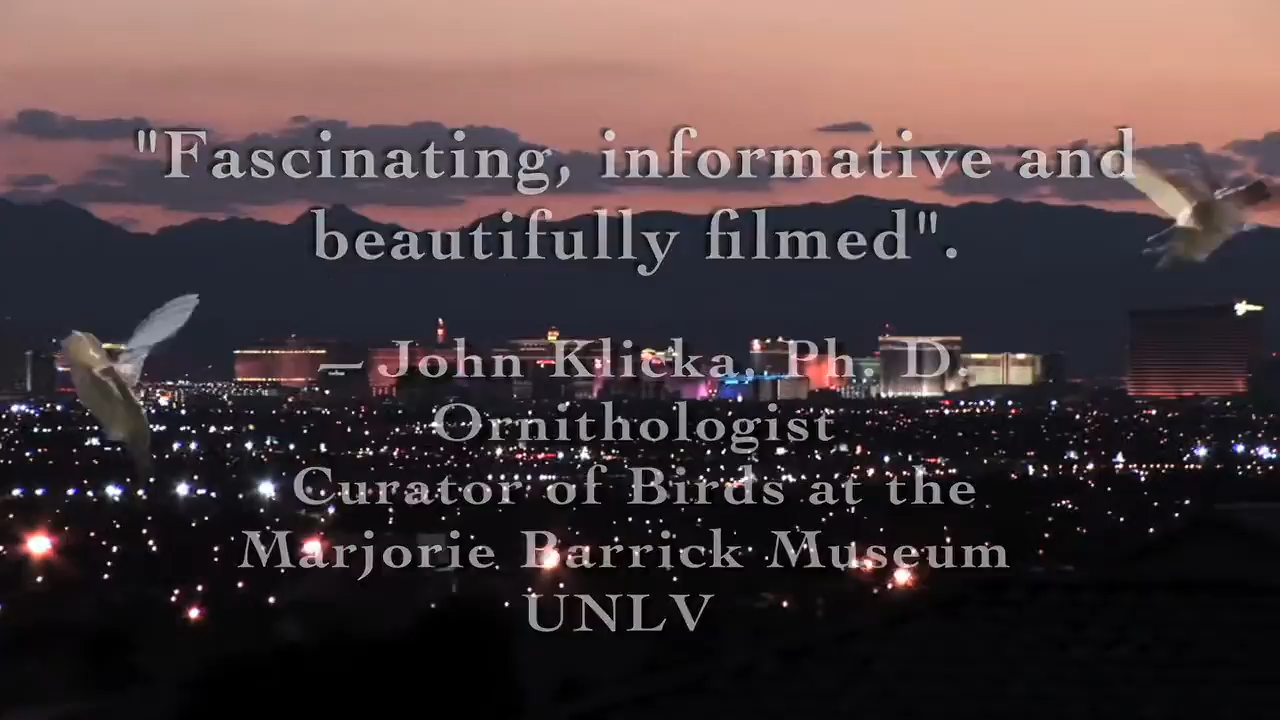 "Fascinating, informative and
beautifully filmed".
– John Klicka, Ph. D.
Ornithologist
Curator of Birds at the
Marjorie Barrick Museum
UNLV